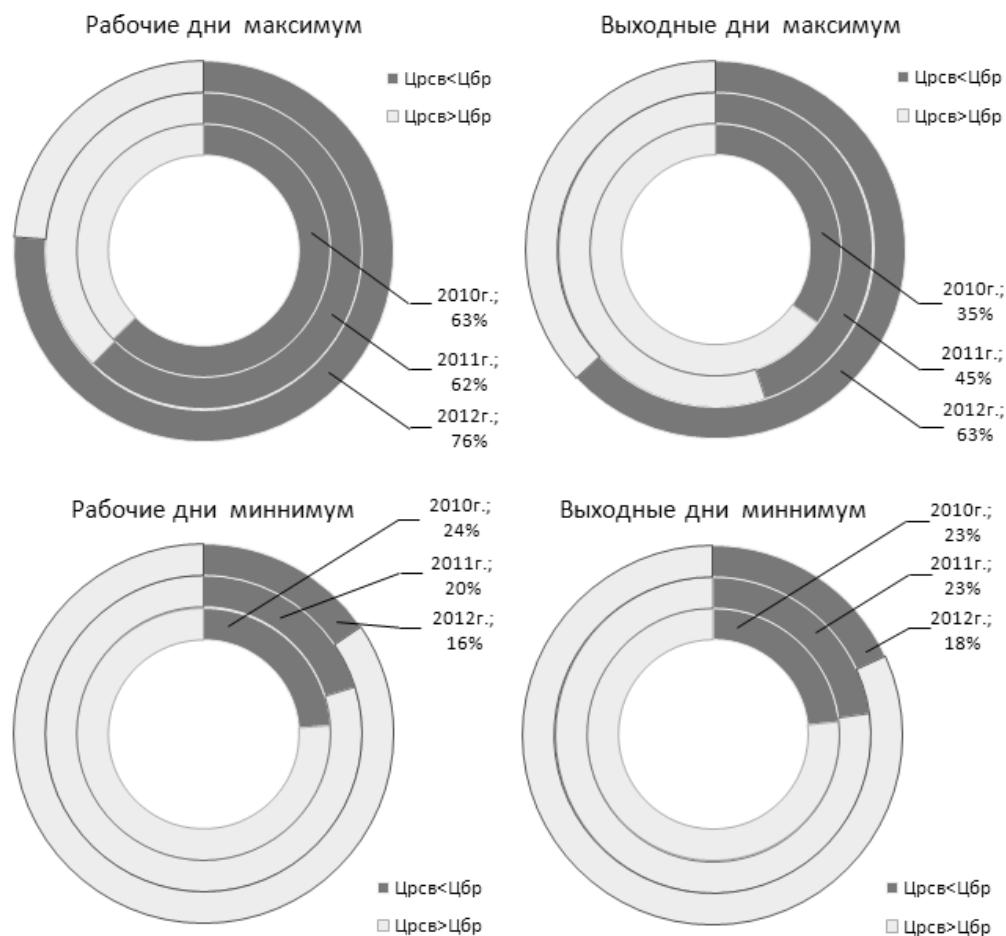 Рабочие дни максимум
Црсв<Цбр
Црсв>Цбр
2010г.;
63%
2011г.;
62%
2012г.;
76%
Выходные дни максимум
Црсв<Цбр
Црсв>Цбр
2010г.;
35%
2011г.;
45%
2012г.;
63%
Рабочие дни миннимум
2010г.;
24%
2011г.;
20%
2012г.;
16%
Црсв<Цбр
Црсв>Цбр
Выходные дни миннимум
2010г.;
23%
2011г.;
23%
2012г.;
18%
Црсв<Цбр
Црсв>Цбр